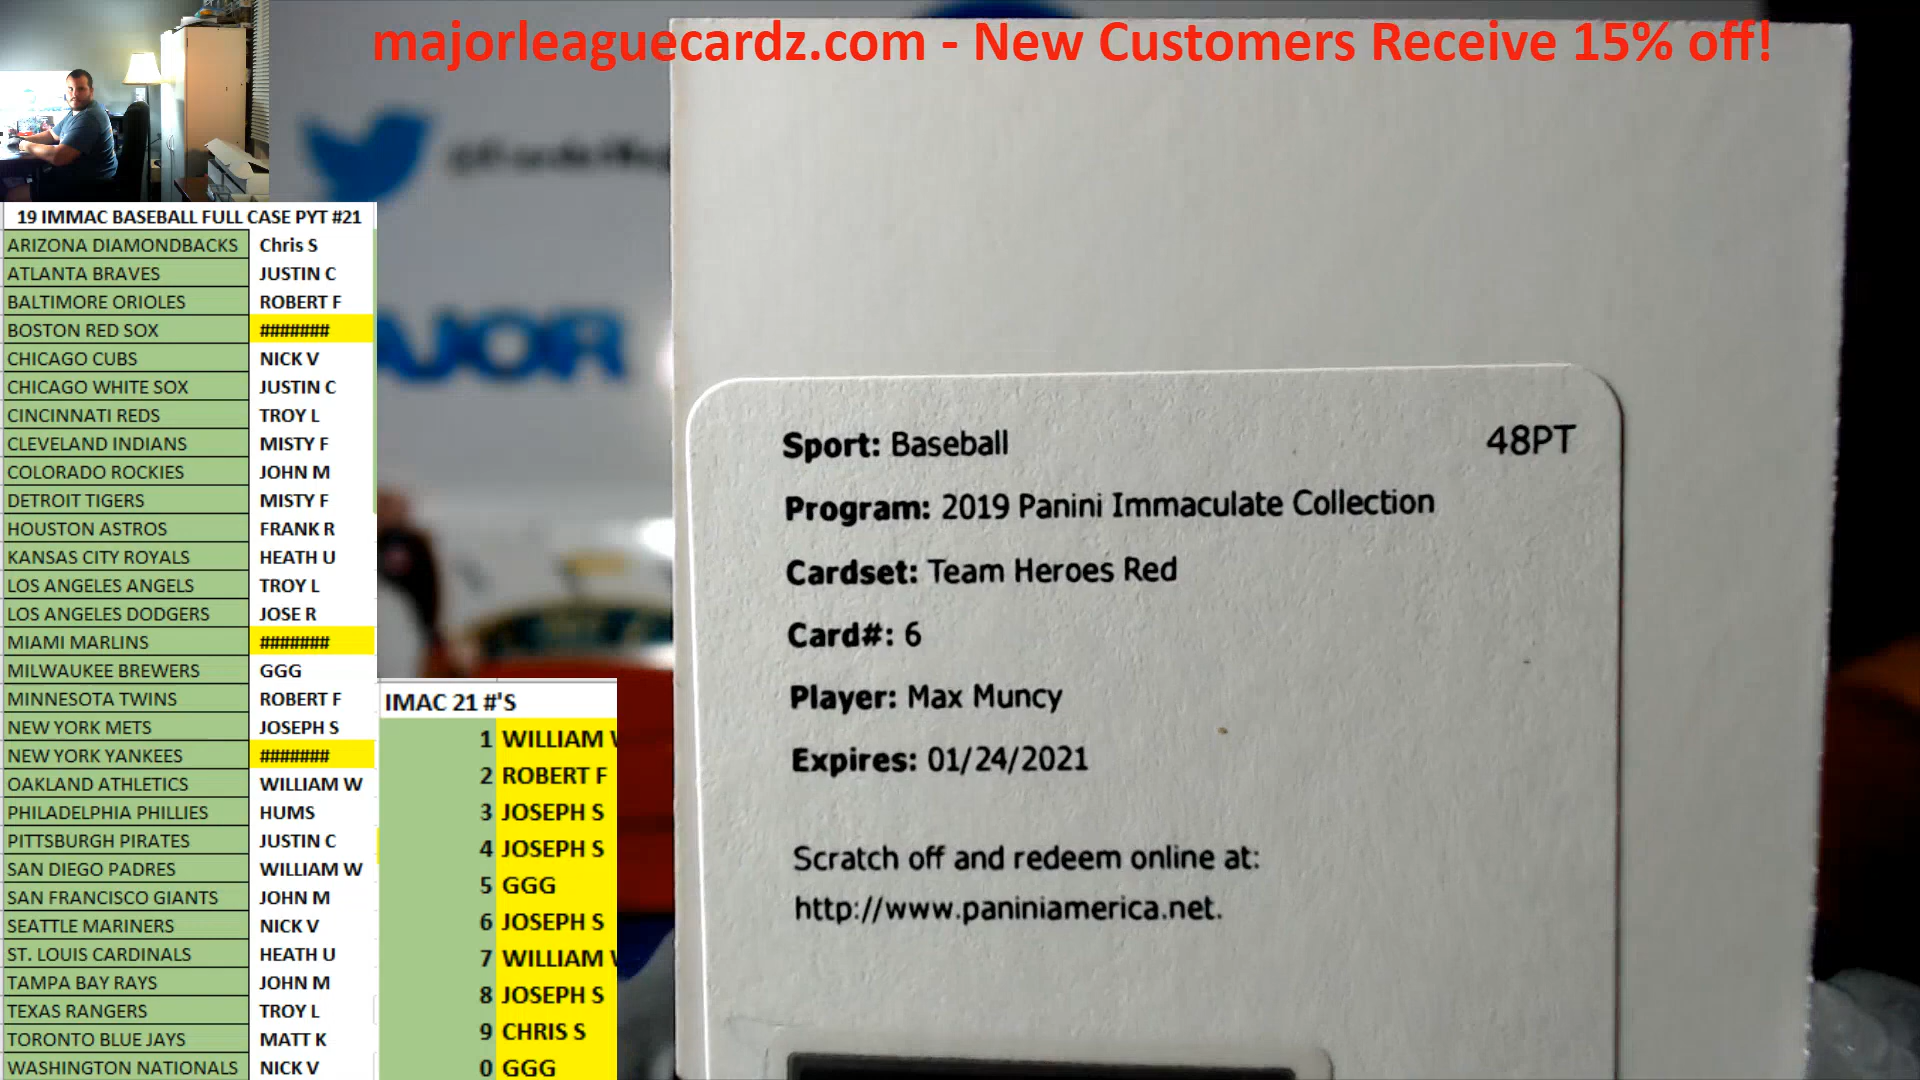 majorleaguecardz.com - New Customers Receive 15% off!
19 IMMAC BASEBALL FULL CASE PYT #21
ARIZONA DIAMONDBACKS Chris S
ATLANTA BRAVES JUSTIN C
BALTIMORE ORIOLES ROBERT F
BOSTON RED SOX #######
CHICAGO CUBS NICK V
CHICAGO WHITE SOX JUSTIN C
CINCINNATI REDS TROY L
CLEVELAND INDIANS MISTY F
COLORADO ROCKIES JOHN M
DETROIT TIGERS MISTY F
HOUSTON ASTROS FRANK R
KANSAS CITY ROYALS HEATH U
LOS ANGELES ANGELS TROY L
LOS ANGELES DODGERS JOSE R
MIAMI MARLINS #######
MILWAUKEE BREWERS GGG
MINNESOTA TWINS ROBERT F
NEW YORK METS JOSEPH S
NEW YORK YANKEES #######
OAKLAND ATHLETICS WILLIAM W
PHILADELPHIA PHILLIES HUMS
PITTSBURGH PIRATES JUSTIN C
SAN DIEGO PADRES WILLIAM W
SAN FRANCISCO GIANTS JOHN M
SEATTLE MARINERS NICK V
ST. LOUIS CARDINALS HEATH U
TAMPA BAY RAYS JOHN M
TEXAS RANGERS TROY L
TORONTO BLUE JAYS MATT K
WASHINGTON NATIONALS NICK V
IMAC 21 #'S
1 WILLIAM W
2 ROBERT F
3 JOSEPH S
4 JOSEPH S
5 GGG
6 JOSEPH S
7 WILLIAM W
8 JOSEPH S
9 CHRIS S
0 GGG
AJOR
Sport: Baseball 48PT
Program: 2019 Panini Immaculate Collection
Cardset: Team Heroes Red
Card#: 6
Player: Max Muncy
Expires: 01/24/2021
Scratch off and redeem online at:
http://www.paniniamerica.net.